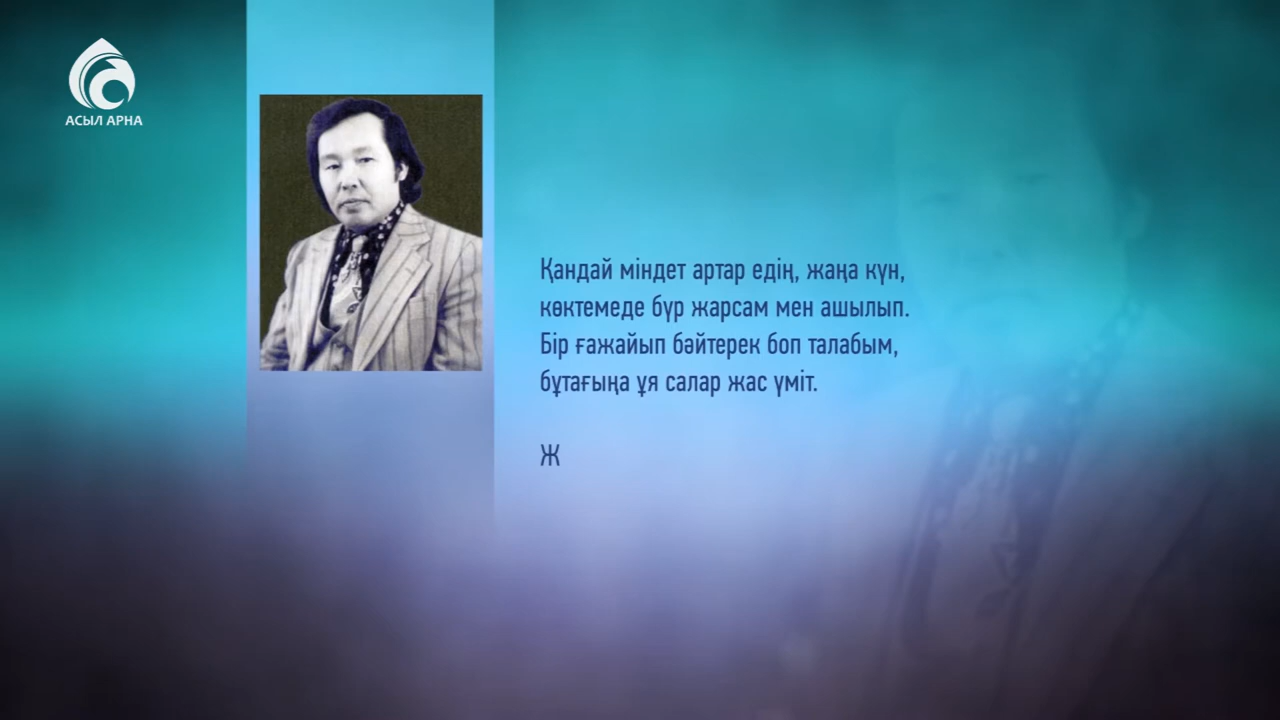 АСЫЛ АРНА
Қандай міндет артар едің, жаңа күн,
көктемеде бүр жарсам мен ашылып.
Бір ғажайып бәйтерек боп талабым,
бұтағыңа ұя салар жас үміт.
Ж